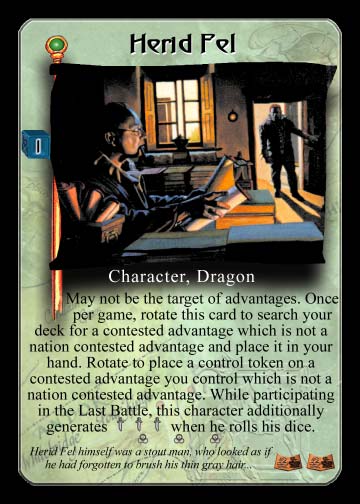 Herid Fel
0
Character, Dragon
May not be the target of advantages. Once
per game, rotate this card to search your
deck for a contested advantage which is not a
nation contested advantage and place it in your
hand. Rotate to place a control token on a
contested advantage you control which is not a
nation contested advantage. While participating
in the Last Battle, this character additionally
generates when he rolls his dice.
Herid Fel himself was a stout man, who looked as if
he had forgotten to brush his thin gray hair...